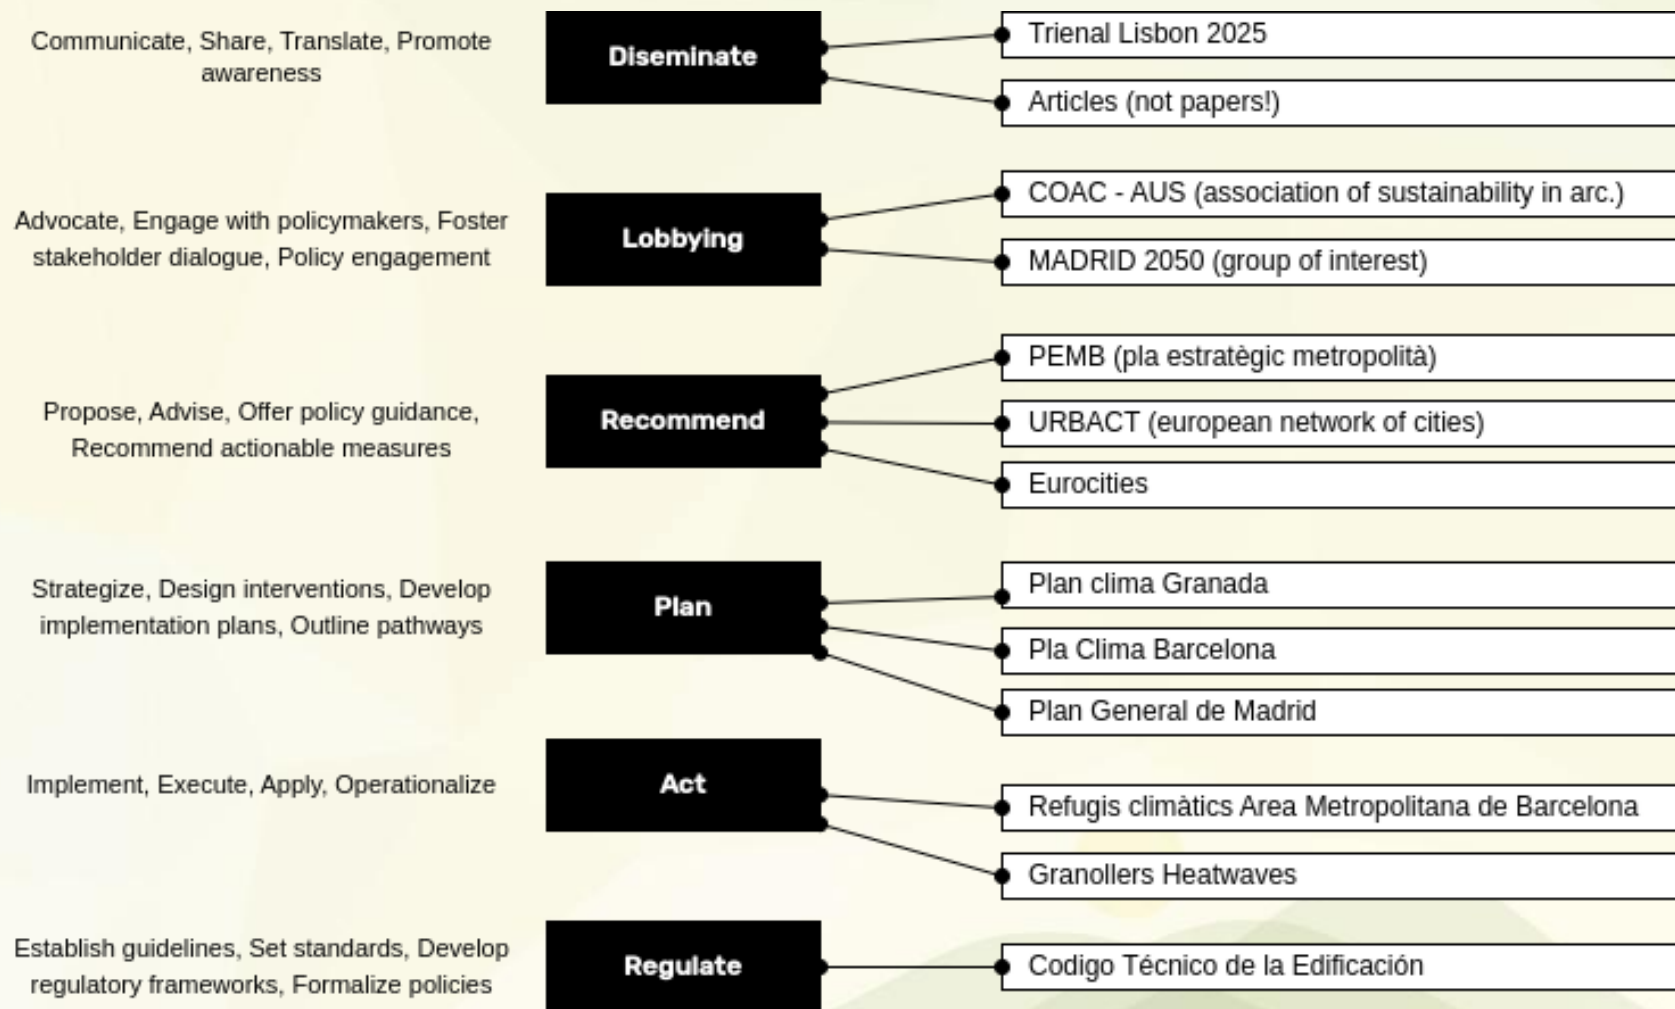 Communicate, Share, Translate, Promote
awareness
Diseminate
Trienal Lisbon 2025
Articles (not papers!)
Advocate, Engage with policymakers, Foster
stakeholder dialogue, Policy engagement
Lobbying
COAC - AUS (association of sustainability in arc.)
MADRID 2050 (group of interest)
Propose, Advise, Offer policy guidance,
Recommend actionable measures
Recommend
PEMB (pla estratègic metropolità)
URBACT (european network of cities)
Eurocities
Strategize, Design interventions, Develop
implementation plans, Outline pathways
Plan
Plan clima Granada
Pla Clima Barcelona
Plan General de Madrid
Implement, Execute, Apply, Operationalize
Act
Refugis climàtics Area Metropolitana de Barcelona
Granollers Heatwaves
Establish guidelines, Set standards, Develop
regulatory frameworks, Formalize policies
Regulate
Codigo Técnico de la Edificación